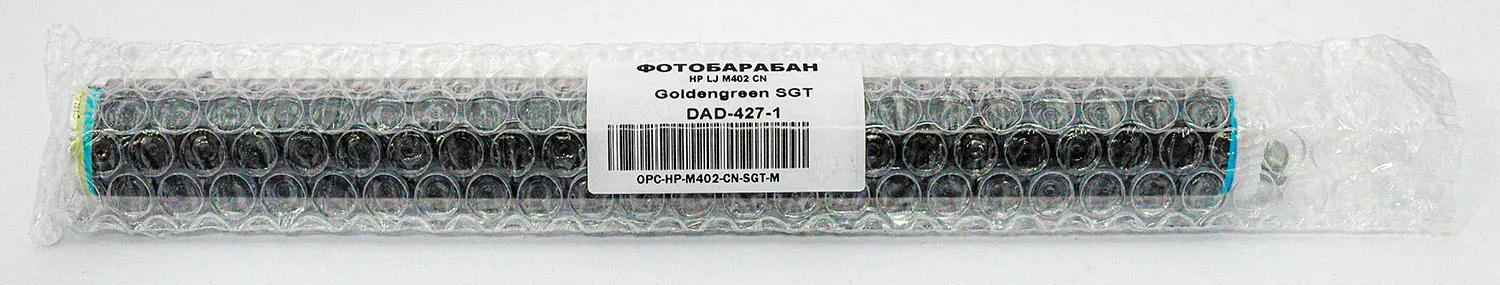 ФОТОБАРАБАН
HP LJ M402 CN
Goldengreen SGT
DAD-427-1
OPC-HP-M402-CN-SGT-M